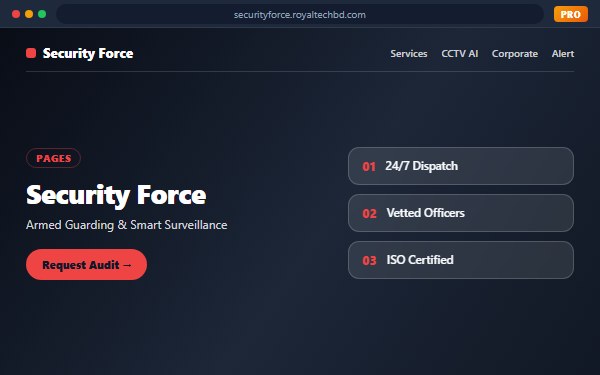 securityforce.royaltechbd.com
PRO
Security Force
Services CCTV AI Corporate Alert
PAGES
Security Force
Armed Guarding & Smart Surveillance
Request Audit →
01 24/7 Dispatch
02 Vetted Officers
03 ISO Certified